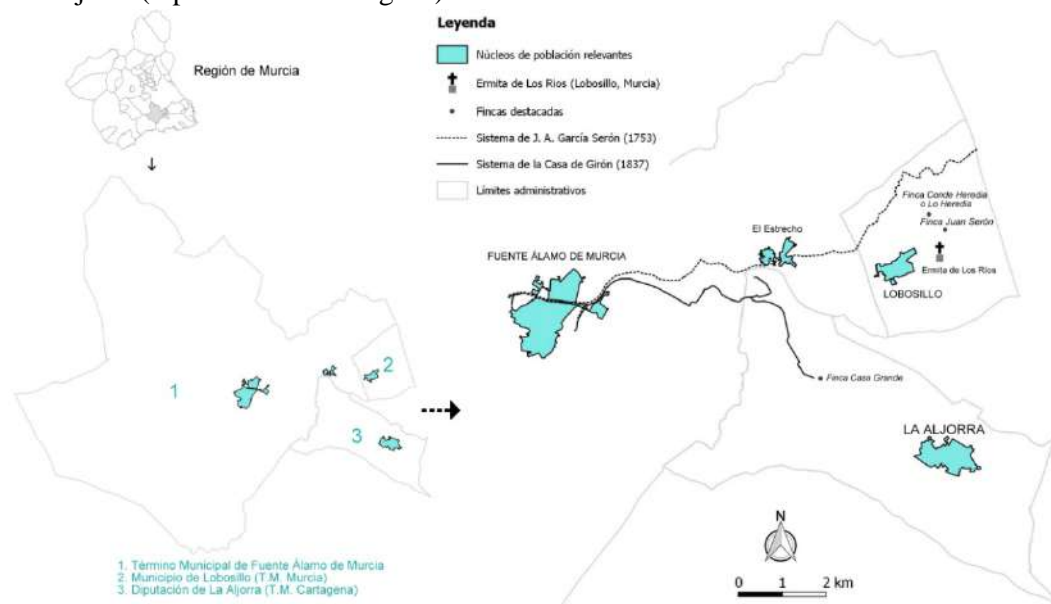 Región de Murcia
Leyenda
Núcleos de población relevantes
Ermita de Los Rios (Lobosillo, Murcia)
Fincas destacadas
Sistema de J. A. García Serón (1753)
Sistema de la Casa de Girón (1837)
Límites administrativos
Finca Conde Heredia
o Lo Heredia
Finca Juan Serón
El Estrecho
Ermita de Los Rios
FUENTE ÁLAMO DE MURCIA
LOBOSILLO
Finca Casa Grande
LA ALJORRA
1
2
3
N
0 1 2 km
1. Término Municipal de Fuente Álamo de Murcia
2. Municipio de Lobosillo (T.M. Murcia)
3. Diputación de La Aljorra (T.M. Cartagena)